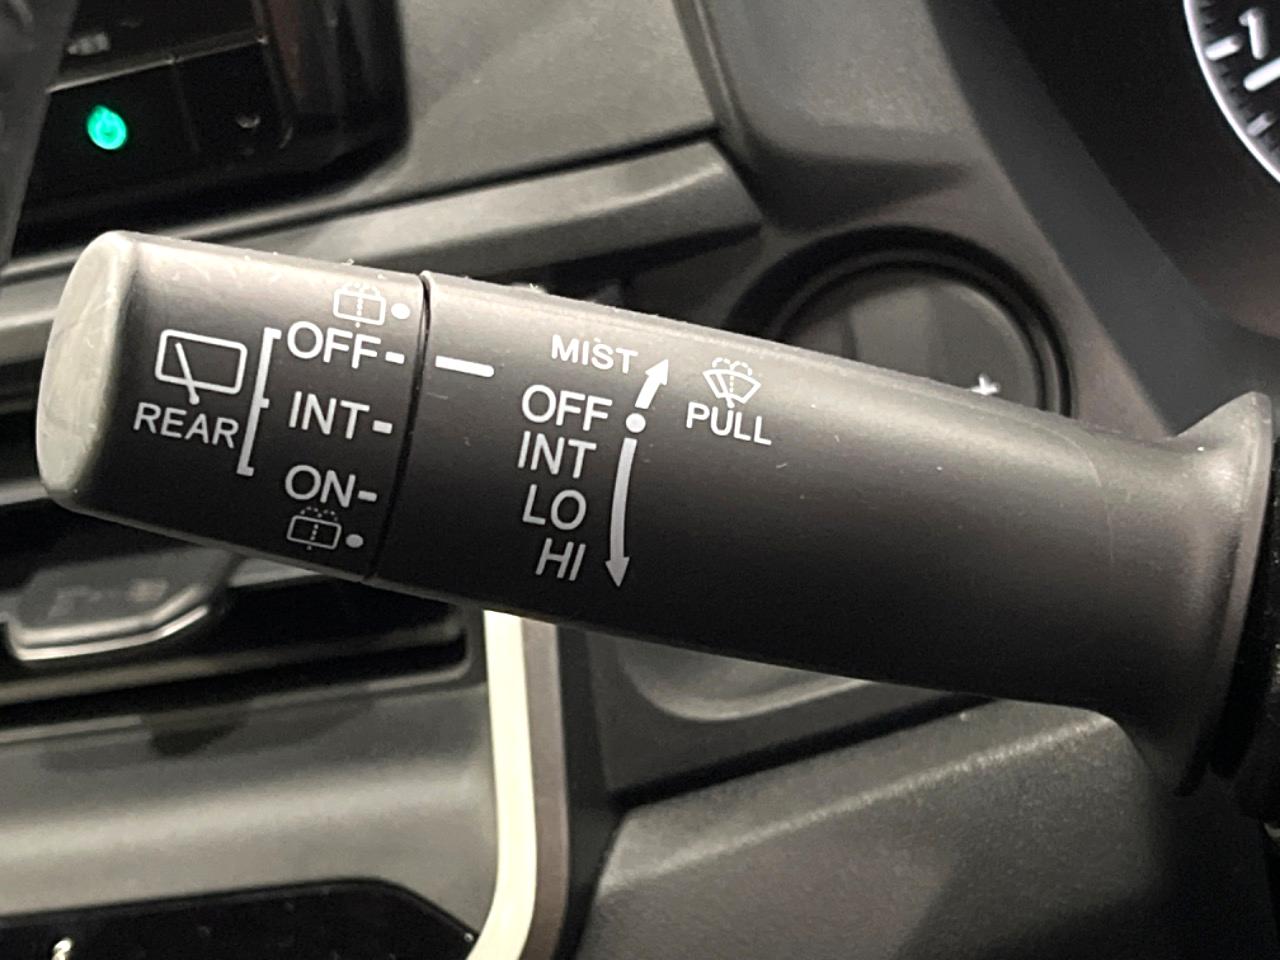 OFF-
INT-
ON-
REAR
MIST
OFF
INT
LO
HI
PULL